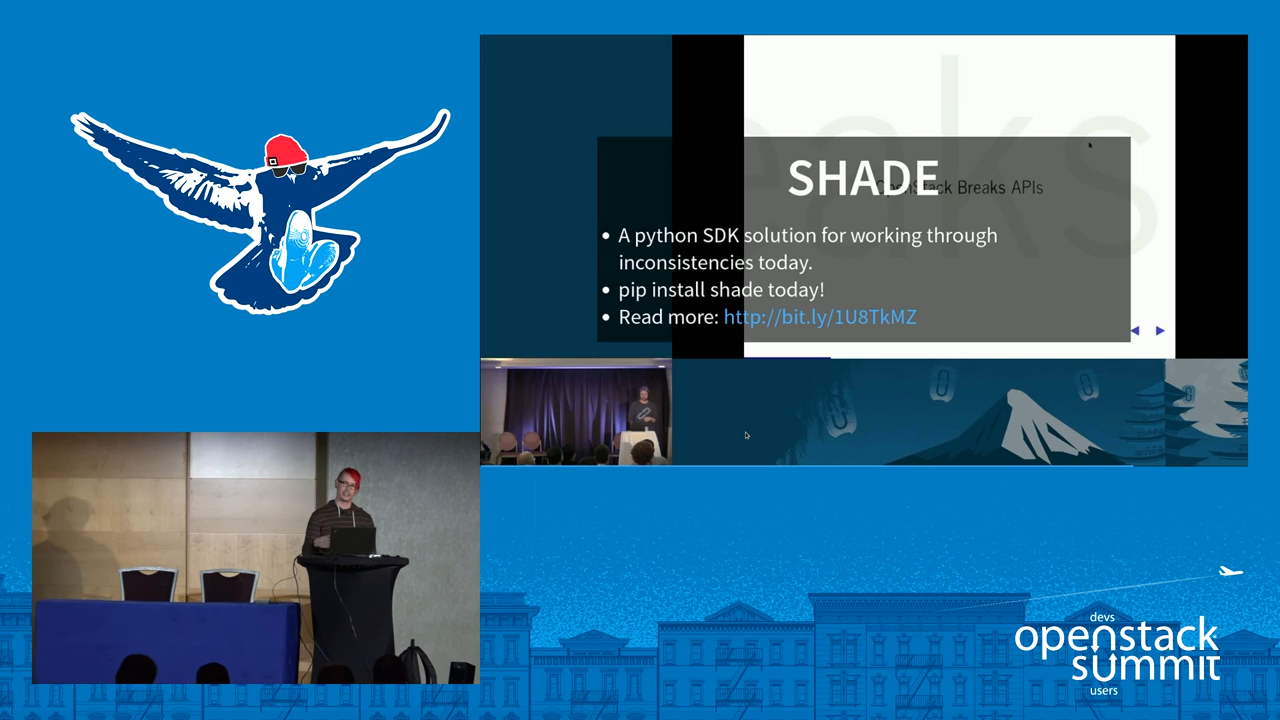 SHADE
OpenStack Breaks APIs
• A python SDK solution for working through
inconsistencies today.
• pip install shade today!
• Read more: http://bit.ly/1U8TkMZ
devs
openstack
summit
users